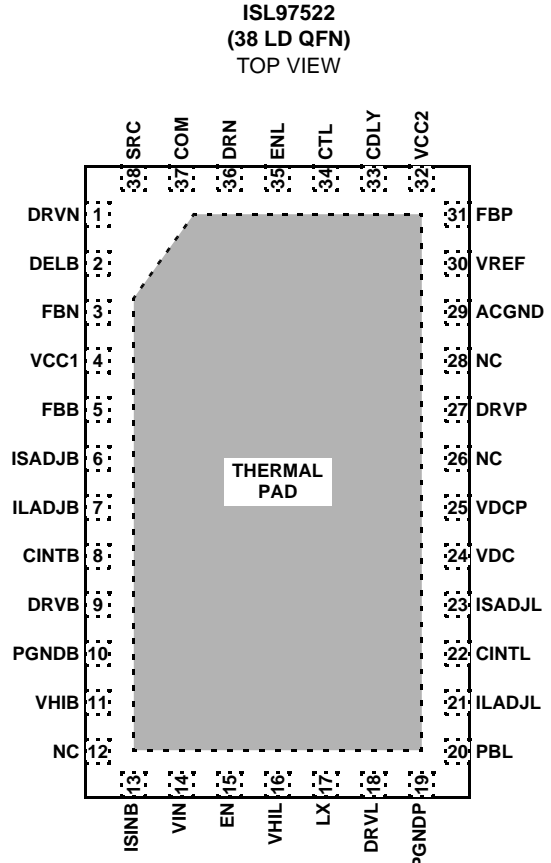 ISL97522
(38 LD QFN)
TOP VIEW
38 SRC
37 COM
36 DRN
35 ENL
34 CTL
33 CDLY
32 VCC2
DRVN 1
DELB 2
FBN 3
VCC1 4
FBB 5
ISADJB 6
ILADJB 7
CINTB 8
DRVB 9
PGNDB 10
VHIB 11
NC 12
31 FBP
30 VREF
29 ACGND
28 NC
27 DRVP
26 NC
25 VDCP
24 VDC
23 ISADJL
22 CINTL
21 ILADJL
20 PBL
THERMAL
PAD
ISINB 13
VIN 14
EN 15
VHIL 16
LX 17
DRVL 18
PGNDP 19